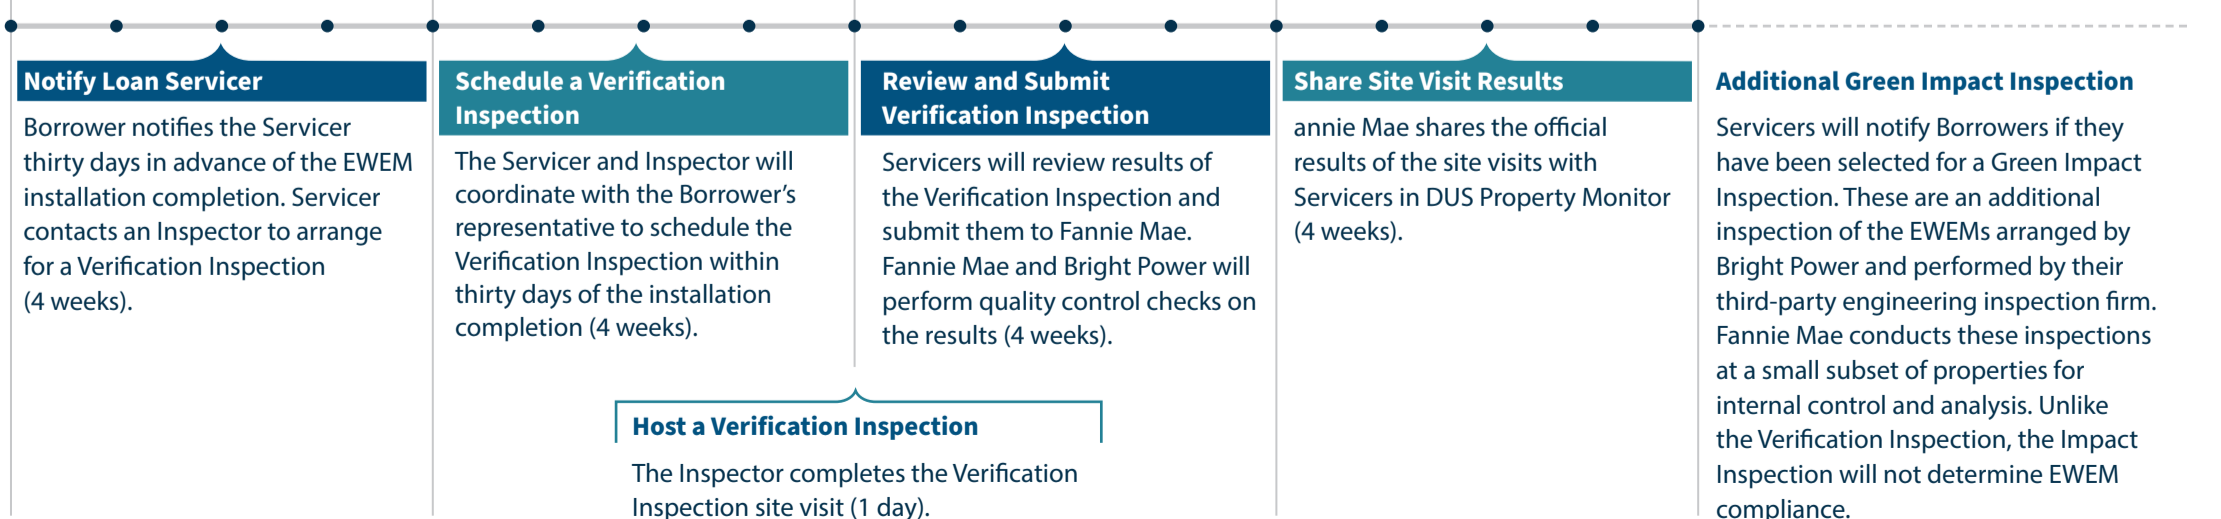 Notify Loan Servicer
Borrower notifies the Servicer
thirty days in advance of the EWEM
installation completion. Servicer
contacts an Inspector to arrange
for a Verification Inspection
(4 weeks).
Schedule a Verification
Inspection
The Servicer and Inspector will
coordinate with the Borrower’s
representative to schedule the
Verification Inspection within
thirty days of the installation
completion (4 weeks).
Review and Submit
Verification Inspection
Servicers will review results of
the Verification Inspection and
submit them to Fannie Mae.
Fannie Mae and Bright Power will
perform quality control checks on
the results (4 weeks).
Host a Verification Inspection
The Inspector completes the Verification
Inspection site visit (1 day).
Share Site Visit Results
annie Mae shares the official
results of the site visits with
Servicers in DUS Property Monitor
(4 weeks).
Additional Green Impact Inspection
Servicers will notify Borrowers if they
have been selected for a Green Impact
Inspection. These are an additional
inspection of the EWEMs arranged by
Bright Power and performed by their
third-party engineering inspection firm.
Fannie Mae conducts these inspections
at a small subset of properties for
internal control and analysis. Unlike
the Verification Inspection, the Impact
Inspection will not determine EWEM
compliance.